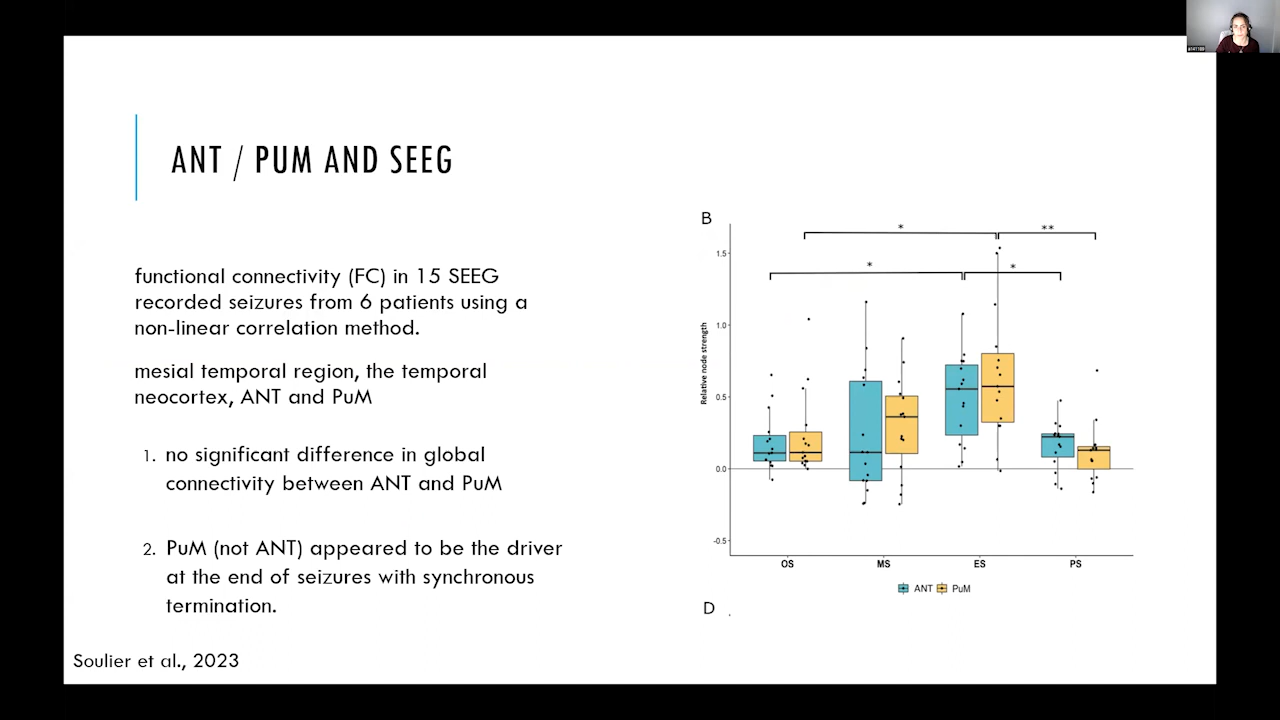 ANT / PUM AND SEEG
functional connectivity (FC) in 15 SEEG
recorded seizures from 6 patients using a
non-linear correlation method.
mesial temporal region, the temporal
neocortex, ANT and PuM
1. no significant difference in global
connectivity between ANT and PuM
2. PuM (not ANT) appeared to be the driver
at the end of seizures with synchronous
termination.
Soulier et al., 2023
B
*
**
*
*
Relative node strength
1.5
1.0
0.5
0.0
-0.5
OS MS ES PS
ANT PuM
D